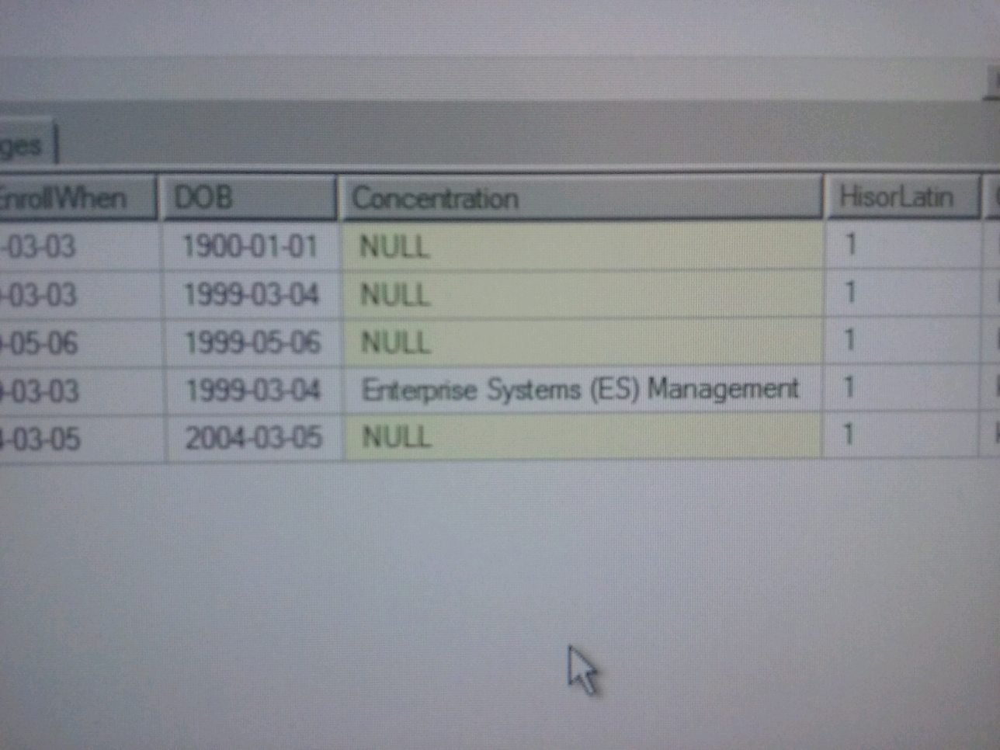 ges
EnrollWhen DOB Concentration HisorLatin
-03-03 1900-01-01 NULL 1
-03-03 1999-03-04 NULL 1
-05-06 1999-05-06 NULL 1
-03-03 1999-03-04 Enterprise Systems (ES) Management 1
-03-05 2004-03-05 NULL 1